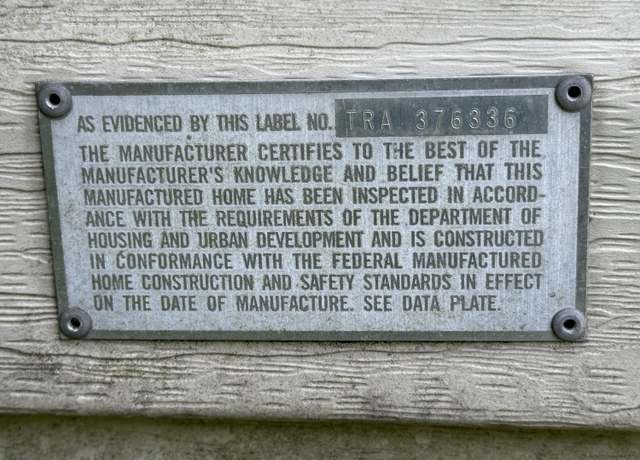 AS EVIDENCED BY THIS LABEL NO. TRA 376336
THE MANUFACTURER CERTIFIES TO THE BEST OF THE
MANUFACTURER'S KNOWLEDGE AND BELIEF THAT THIS
MANUFACTURED HOME HAS BEEN INSPECTED IN ACCORD-
ANCE WITH THE REQUIREMENTS OF THE DEPARTMENT OF
HOUSING AND URBAN DEVELOPMENT AND IS CONSTRUCTED
IN CONFORMANCE WITH THE FEDERAL MANUFACTURED
HOME CONSTRUCTION AND SAFETY STANDARDS IN EFFECT
ON THE DATE OF MANUFACTURE. SEE DATA PLATE.